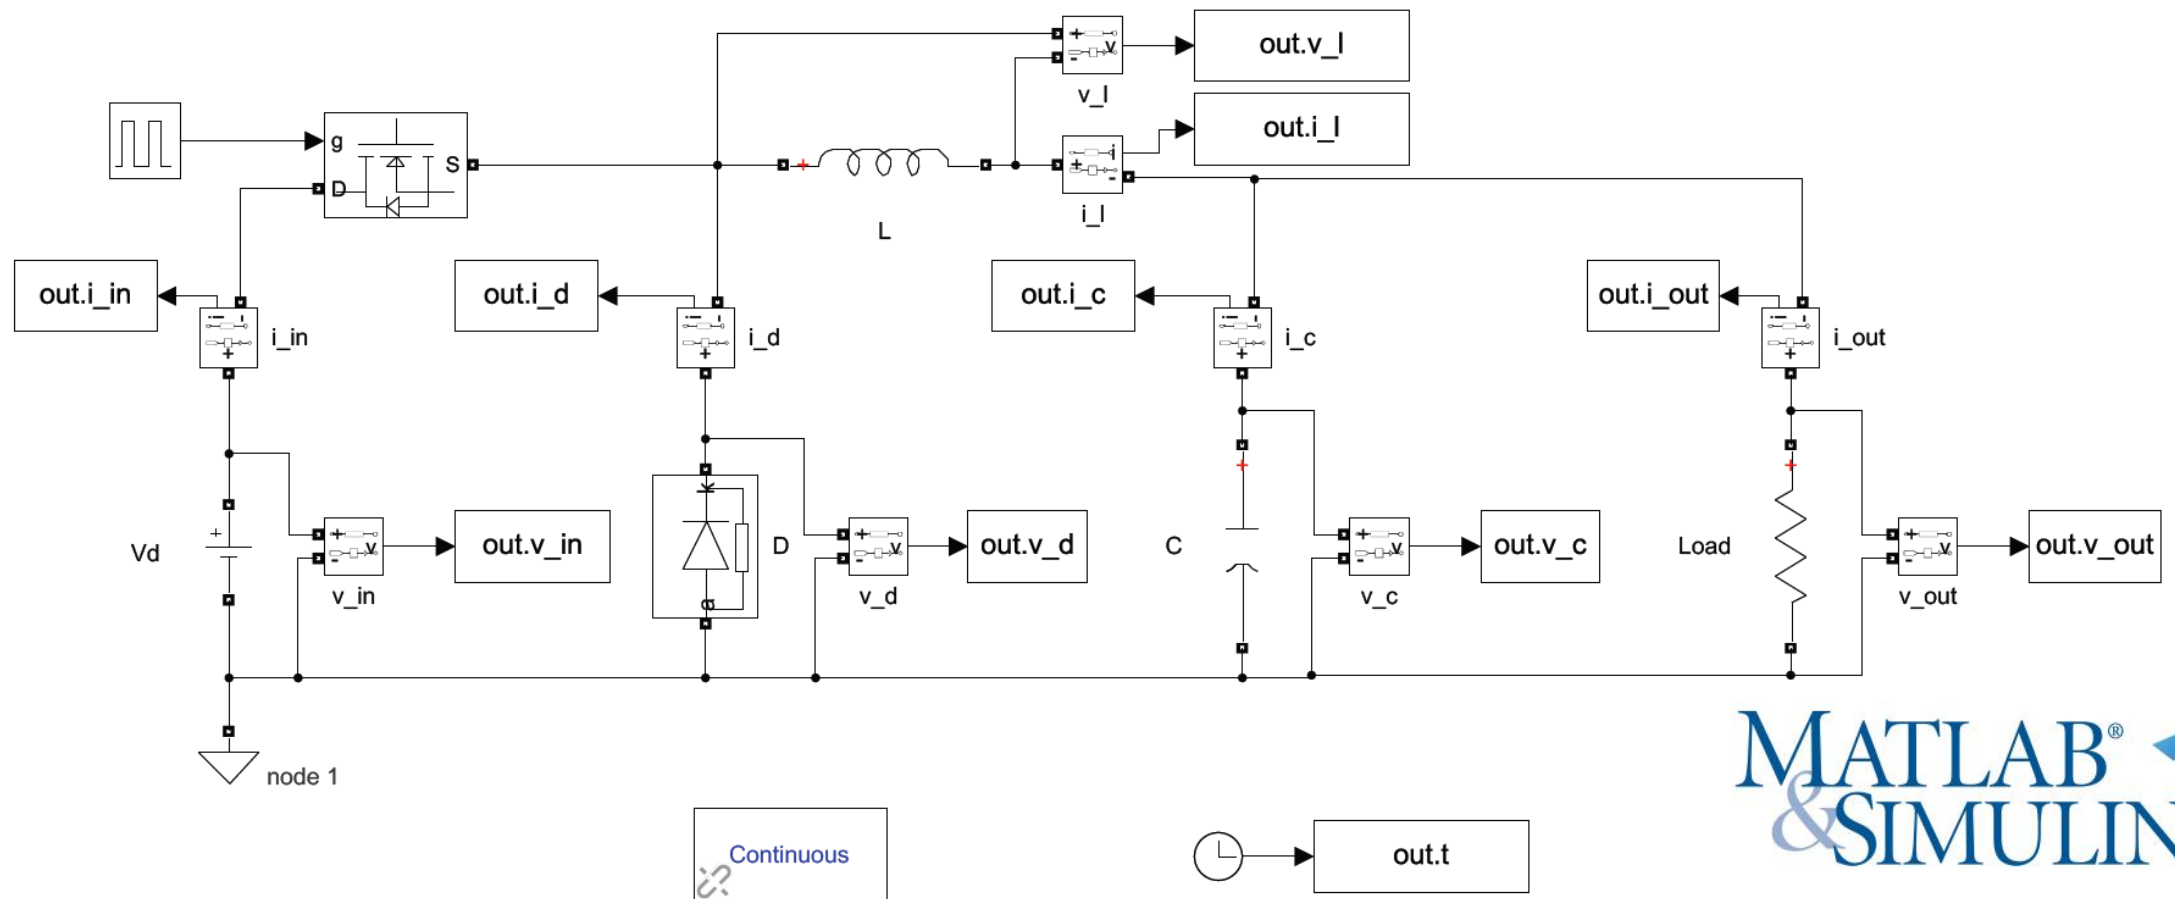 out.v_l
v_l
out.i_l
g
S
D
i
i_l
L
out.i_in
out.i_d
out.i_c
out.i_out
i_in
i_d
i_c
i_out
Vd
v
out.v_in
v_in
D
v
out.v_d
v_d
C
v
out.v_c
v_c
Load
v
out.v_out
v_out
node 1
MATLAB®
&SIMULIN
Continuous
out.t